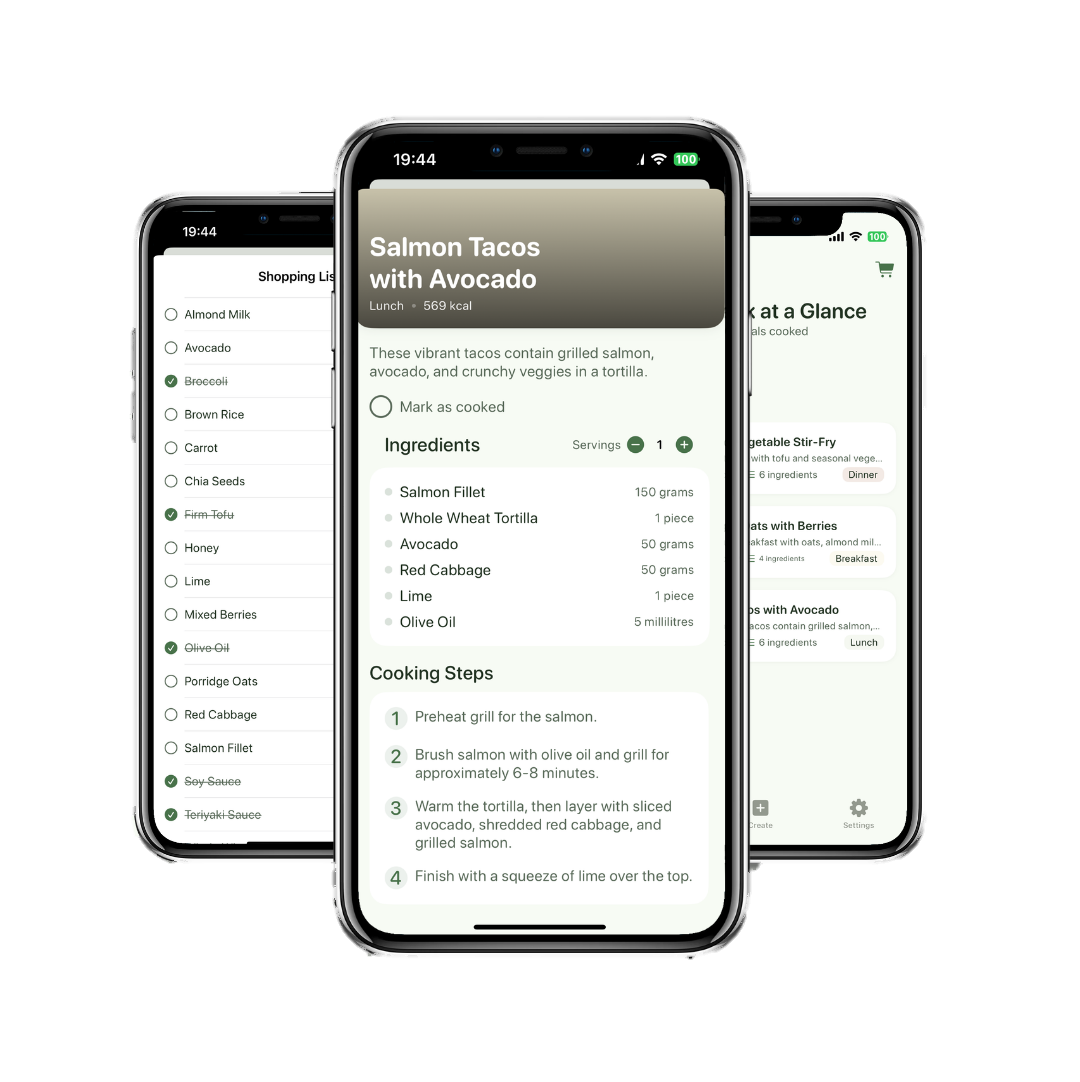 19:44
Shopping Lis
Almond Milk
Avocado
Broccoli
Brown Rice
Carrot
Chia Seeds
Firm Tofu
Honey
Lime
Mixed Berries
Olive Oil
Porridge Oats
Red Cabbage
Salmon Fillet
Soy Sauce
Teriyaki Sauce
19:44
100
Salmon Tacos
with Avocado
Lunch • 569 kcal
These vibrant tacos contain grilled salmon,
avocado, and crunchy veggies in a tortilla.
Mark as cooked
Ingredients
Servings 1
Salmon Fillet 150 grams
Whole Wheat Tortilla 1 piece
Avocado 50 grams
Red Cabbage 50 grams
Lime 1 piece
Olive Oil 5 millilitres
Cooking Steps
1 Preheat grill for the salmon.
2 Brush salmon with olive oil and grill for
approximately 6-8 minutes.
3 Warm the tortilla, then layer with sliced
avocado, shredded red cabbage, and
grilled salmon.
4 Finish with a squeeze of lime over the top.
100
k at a Glance
als cooked
getable Stir-Fry
with tofu and seasonal vege...
6 ingredients Dinner
ats with Berries
akfast with oats, almond mil...
4 ingredients Breakfast
os with Avocado
acos contain grilled salmon,...
6 ingredients Lunch
Create
Settings